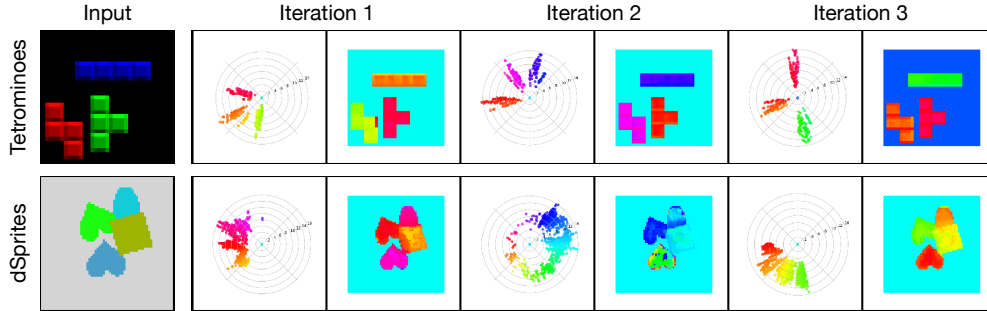 Input Iteration 1 Iteration 2 Iteration 3
Tetrominoes
dSprites